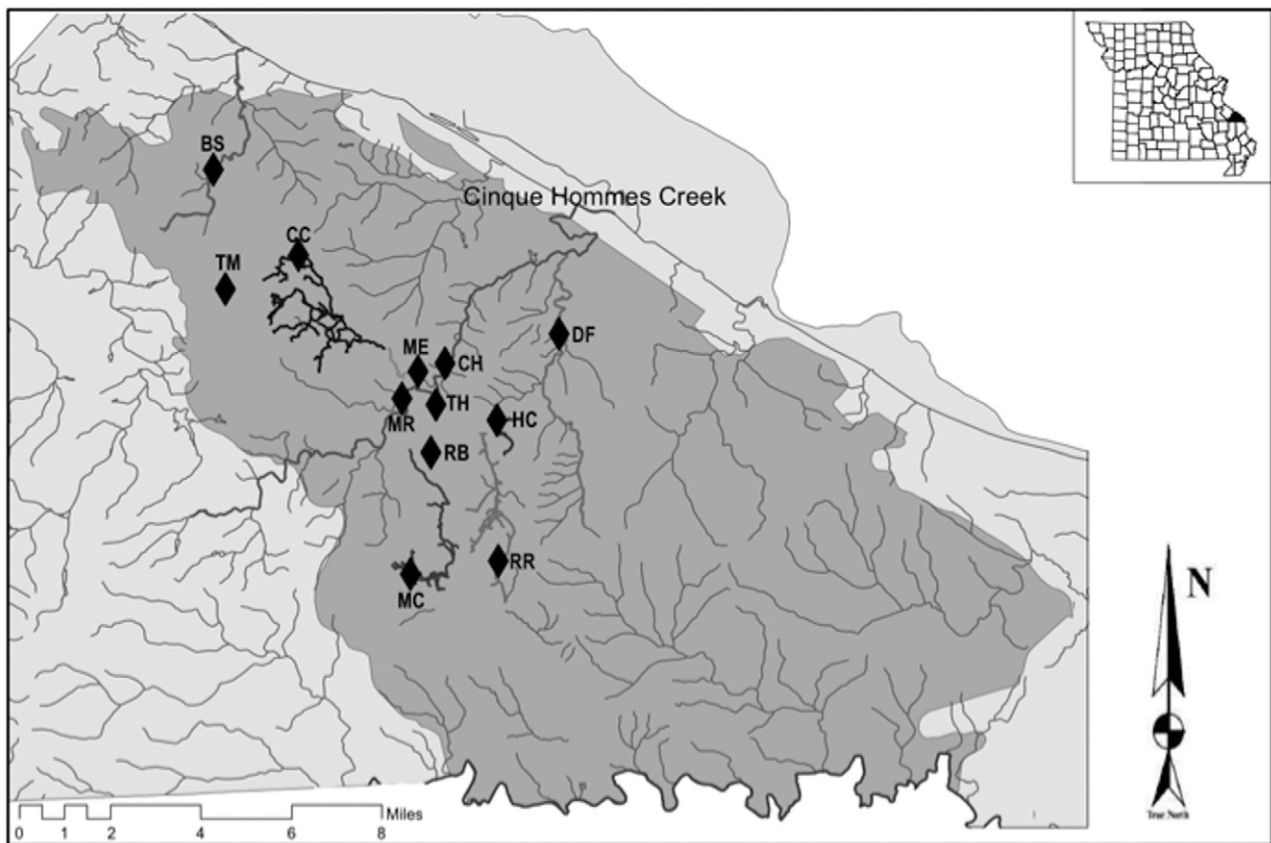 BS
Cinque Hommes Creek
CC
TM
DF
ME
CH
MR
TH
HC
RB
RR
MC
N
True North
Miles
0 1 2 4 6 8